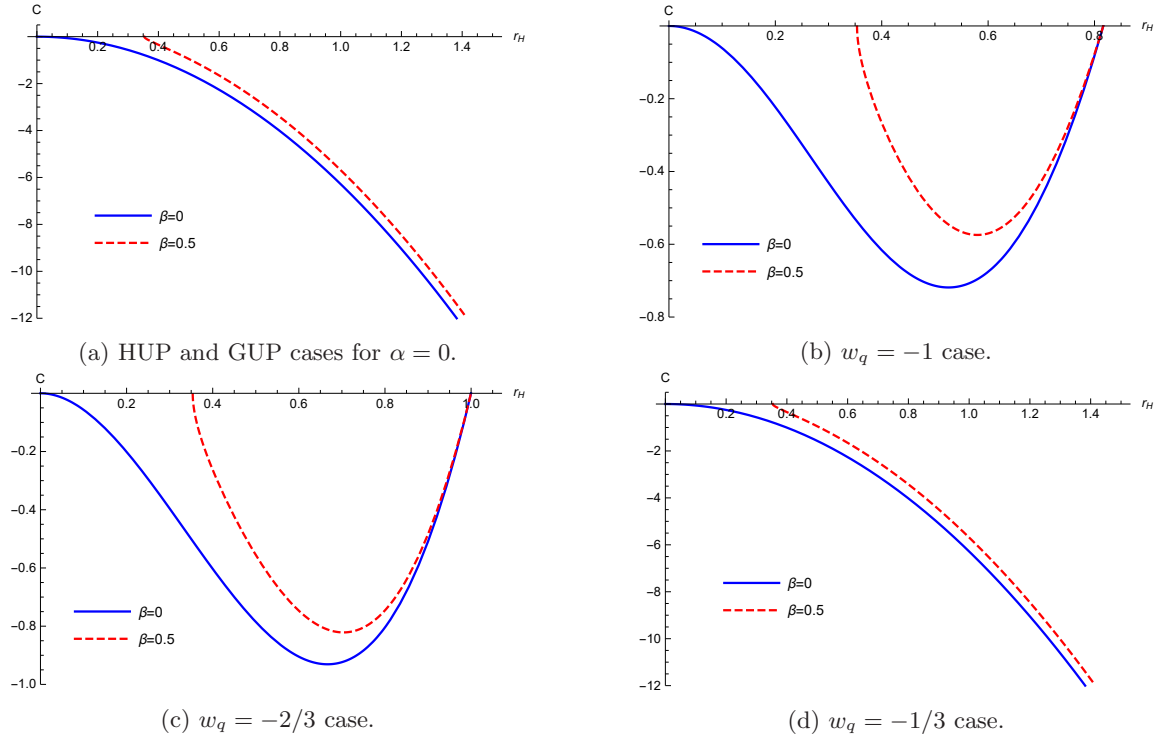 C
r_H
0.2 0.4 0.6 0.8 1.0 1.2 1.4
−2
−4
−6
−8
−10
−12
β=0
β=0.5
(a) HUP and GUP cases for α = 0.
C
r_H
0.2 0.4 0.6 0.8
−0.2
−0.4
−0.6
−0.8
β=0
β=0.5
(b) w_q = −1 case.
C
r_H
0.2 0.4 0.6 0.8 1.0
−0.2
−0.4
−0.6
−0.8
−1.0
β=0
β=0.5
(c) w_q = −2/3 case.
C
r_H
0.2 0.4 0.6 0.8 1.0 1.2 1.4
−2
−4
−6
−8
−10
−12
β=0
β=0.5
(d) w_q = −1/3 case.